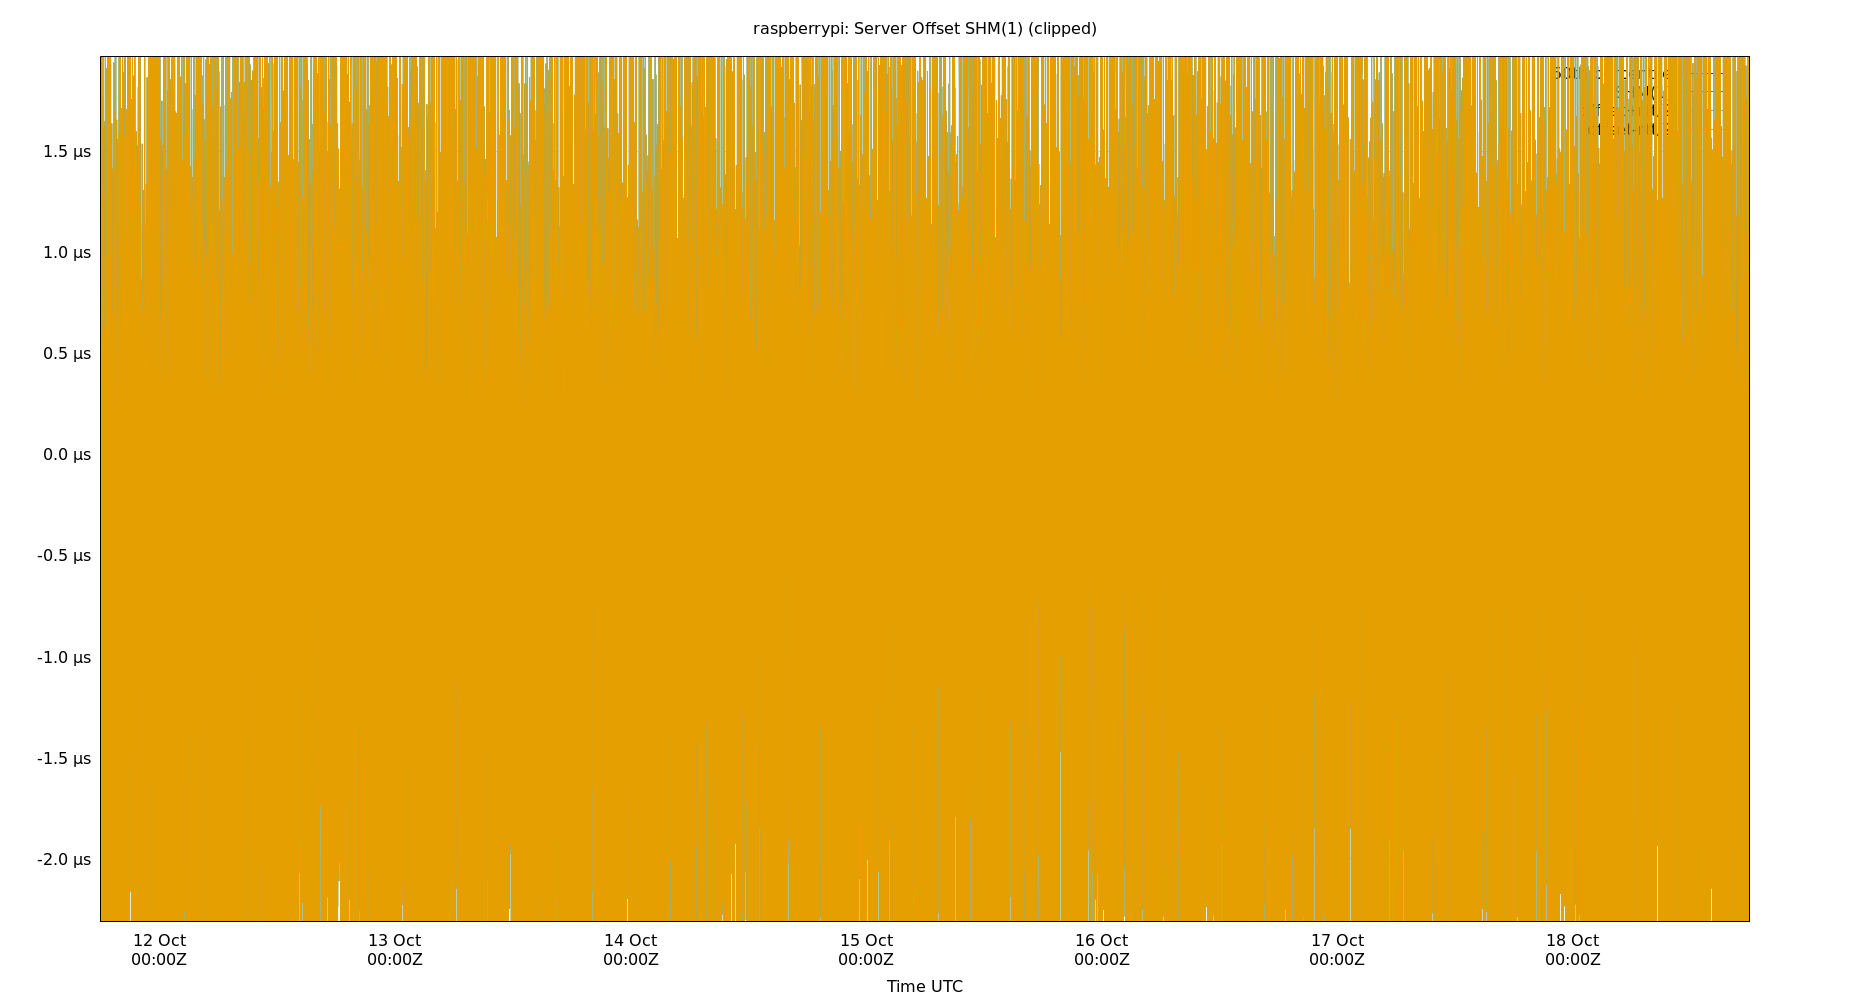 raspberrypi: Server Offset SHM(1) (clipped)
1.5 µs
1.0 µs
0.5 µs
0.0 µs
-0.5 µs
-1.0 µs
-1.5 µs
-2.0 µs
12 Oct
00:00Z
13 Oct
00:00Z
14 Oct
00:00Z
15 Oct
00:00Z
16 Oct
00:00Z
17 Oct
00:00Z
18 Oct
00:00Z
Time UTC